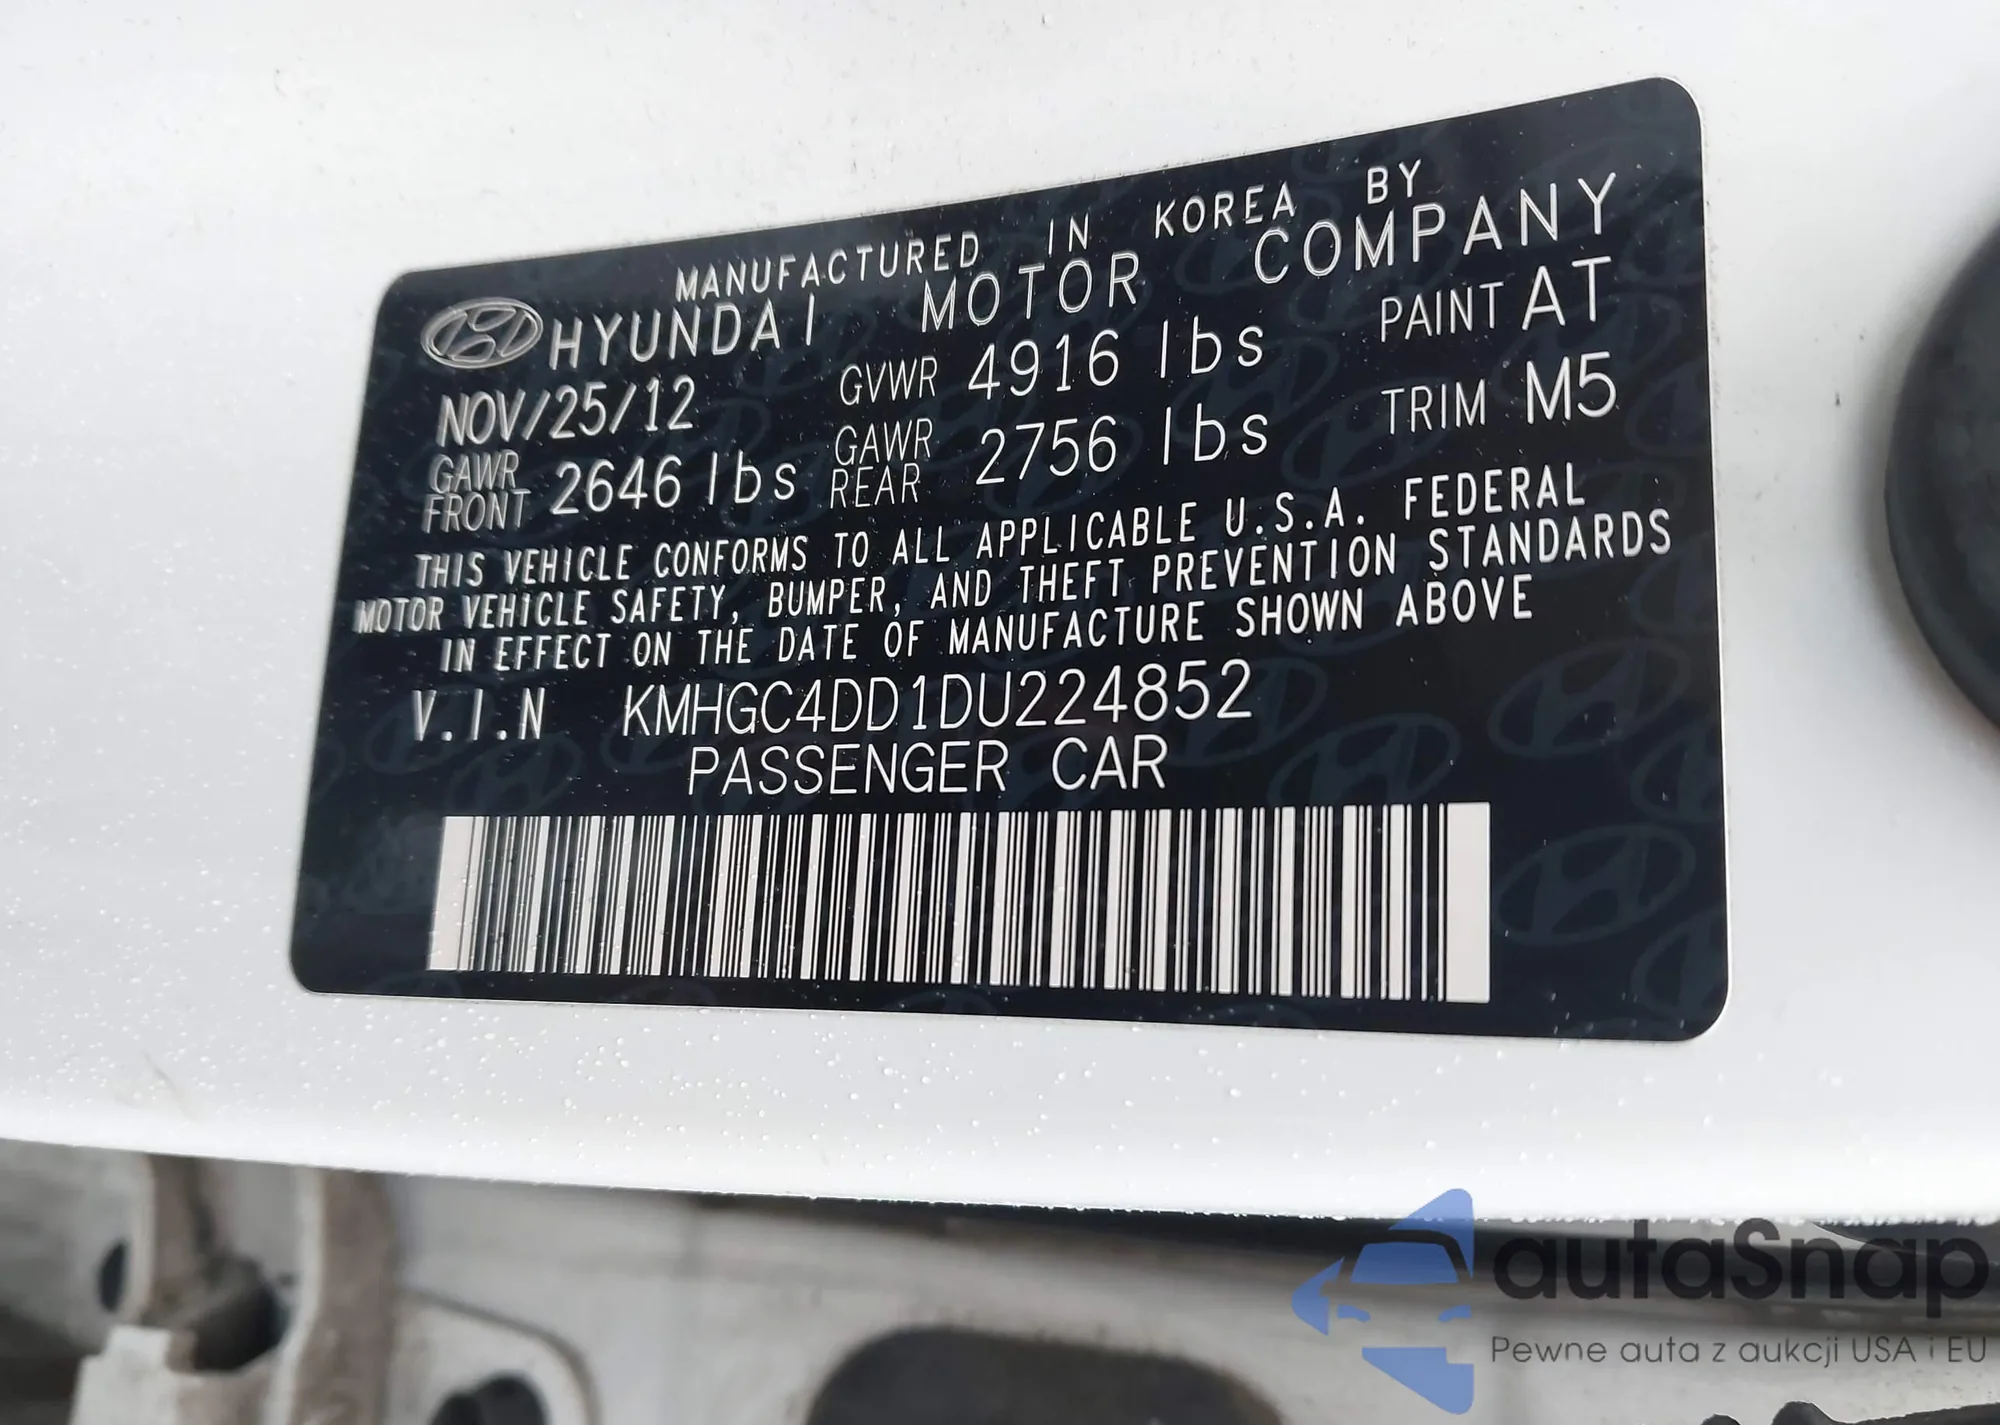 MANUFACTURED IN KOREA BY
HYUNDAI MOTOR COMPANY
NOV/25/12 GVWR 4916 lbs PAINT AT
GAWR FRONT 2646 lbs GAWR REAR 2756 lbs TRIM M5
THIS VEHICLE CONFORMS TO ALL APPLICABLE U.S.A. FEDERAL
MOTOR VEHICLE SAFETY, BUMPER, AND THEFT PREVENTION STANDARDS
IN EFFECT ON THE DATE OF MANUFACTURE SHOWN ABOVE
V.I.N KMHGC4DD1DU224852
PASSENGER CAR
autaSnap
Pewne auta z aukcji USA i EU